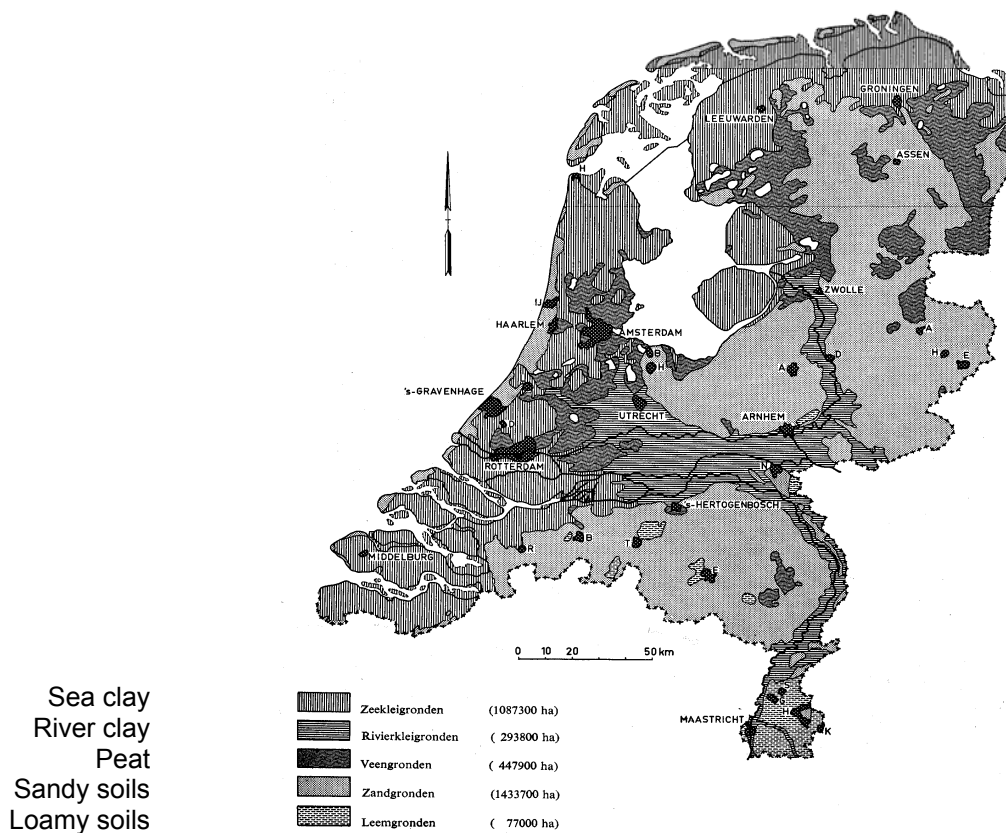 GRONINGEN
LEEUWARDEN
ASSEN
H
ZWOLLE
IJ
HAARLEM
AMSTERDAM
A
B
H
H
E
D
A
's-GRAVENHAGE
UTRECHT
ARNHEM
D
ROTTERDAM
N
's-HERTOGENBOSCH
B
T
R
MIDDELBURG
E
0 20 50 km
Sea clay
River clay
Peat
Sandy soils
Loamy soils
Zeekleigronden (1087300 ha)
Rivierkleigronden ( 293800 ha)
Veengronden ( 447900 ha)
Zandgronden (1433700 ha)
Leemgronden ( 77000 ha)
MAASTRICHT
H
K